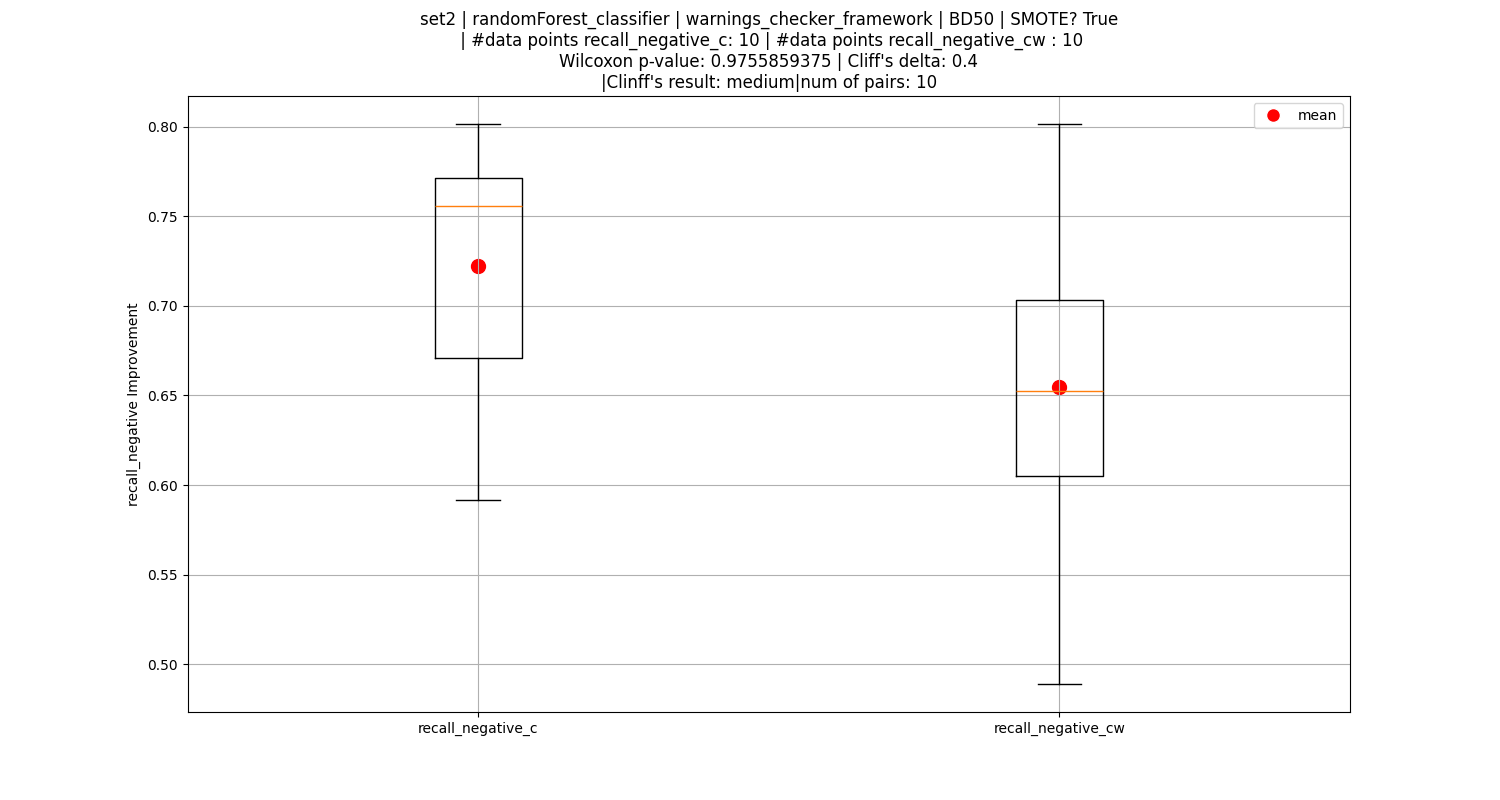 set2 | randomForest_classifier | warnings_checker_framework | BD50 | SMOTE? True
| #data points recall_negative_c: 10 | #data points recall_negative_cw : 10
Wilcoxon p-value: 0.9755859375 | Cliff's delta: 0.4
|Clinff's result: medium|num of pairs: 10
mean
recall_negative Improvement
0.80
0.75
0.70
0.65
0.60
0.55
0.50
recall_negative_c
recall_negative_cw